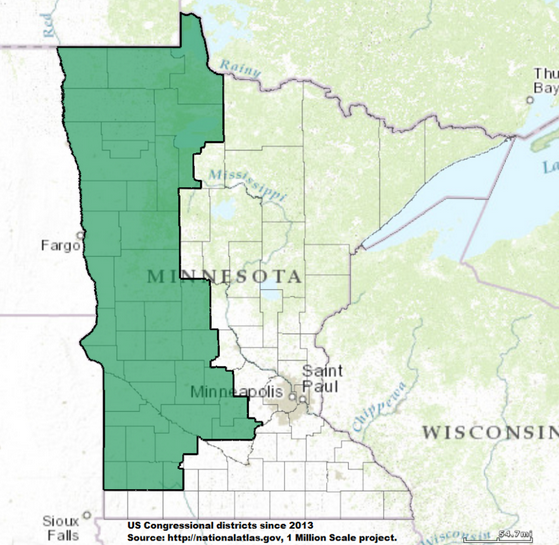 Red
Rainy
Thu
Bay
Mississippi
La
Fargo
MINNESOTA
Saint
Paul
Minneapolis
Chippewa
WISCONSIN
Sioux
Falls
US Congressional districts since 2013
Source: http://nationalatlas.gov, 1 Million Scale project.
Wisconsin
54.7mi